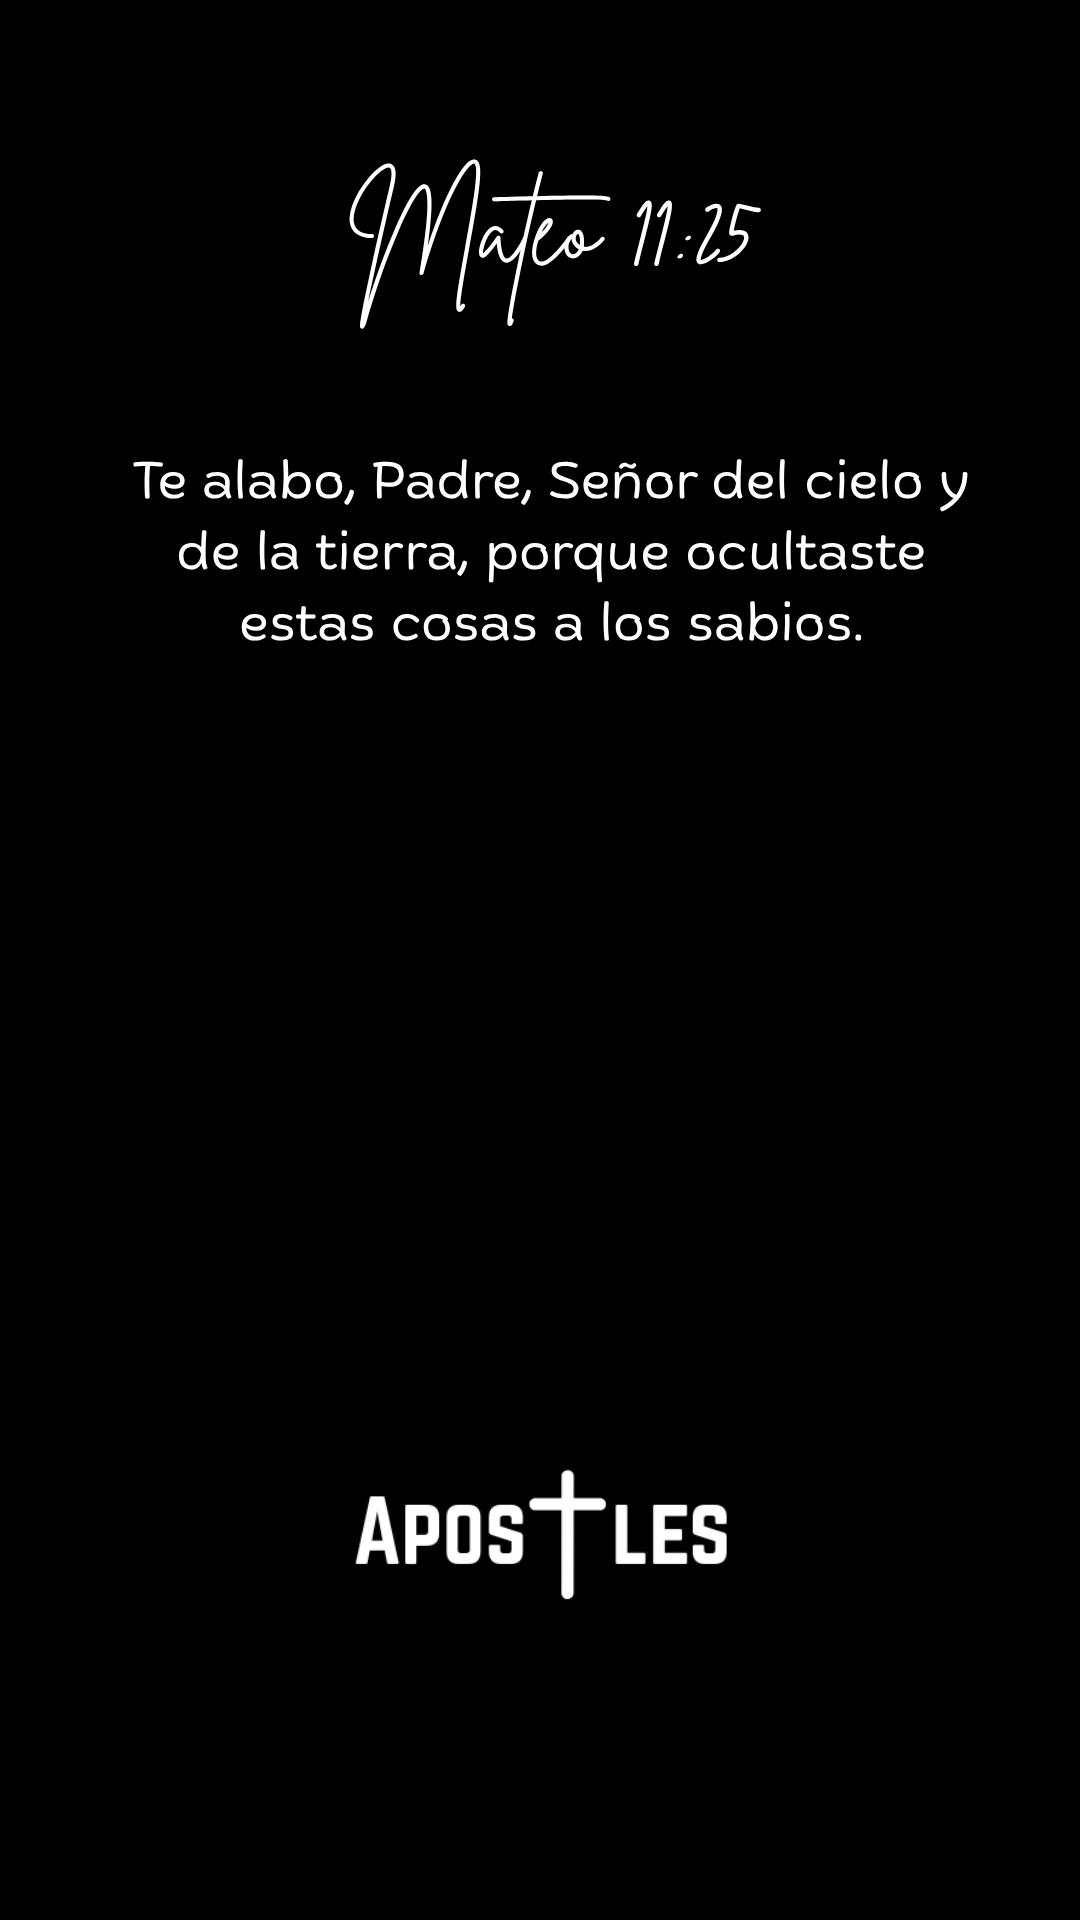 Mateo 11:25
Te alabo, Padre, Señor del cielo y
de la tierra, porque ocultaste
estas cosas a los sabios.
APOSTLES